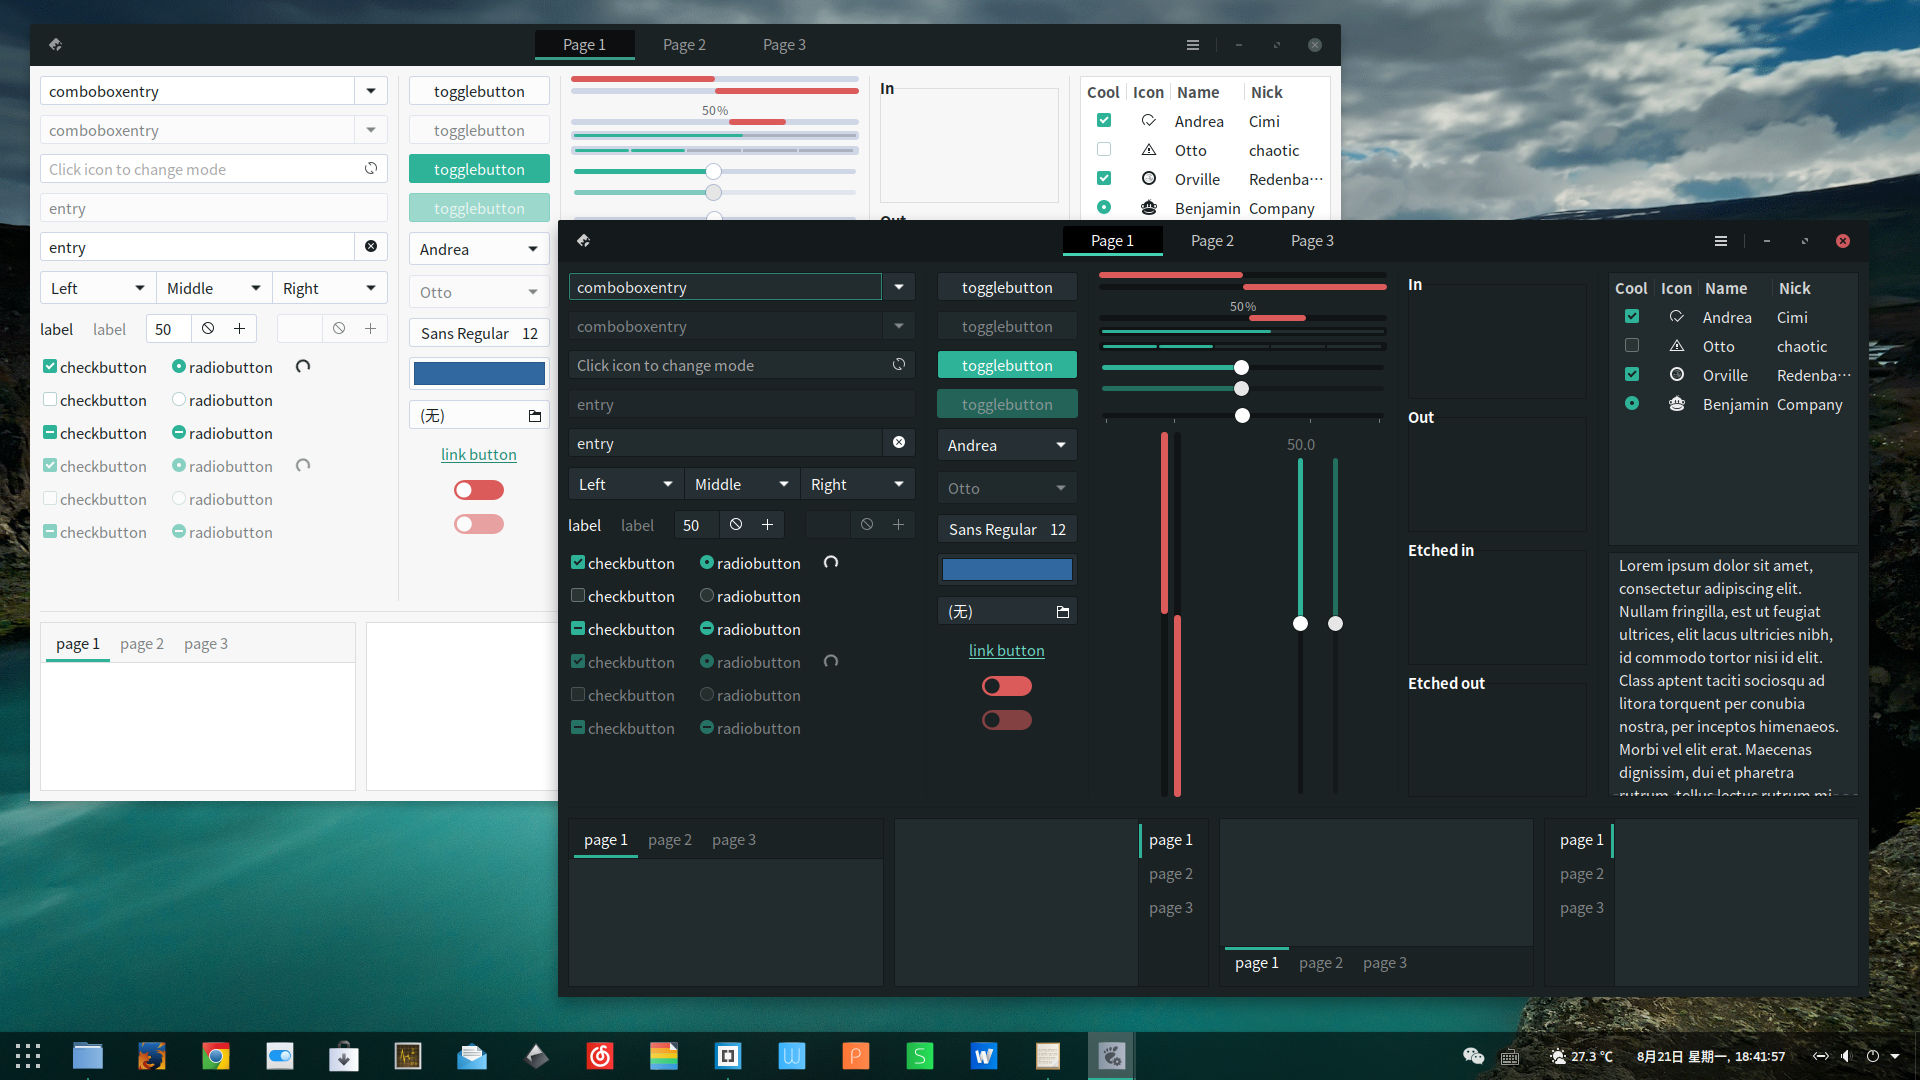 Page 1 Page 2 Page 3
comboboxentry
comboboxentry
Click icon to change mode
entry
entry
Left Middle Right
label label 50
checkbutton radiobutton
checkbutton radiobutton
checkbutton radiobutton
checkbutton radiobutton
checkbutton radiobutton
checkbutton radiobutton
togglebutton
togglebutton
togglebutton
togglebutton
Andrea
Otto
Sans Regular 12
(无)
link button
50 %
In
Out
Cool Icon Name Nick
Andrea Cimi
Otto chaotic
Orville Redenba…
Benjamin Company
page 1 page 2 page 3
Page 1 Page 2 Page 3
comboboxentry
comboboxentry
Click icon to change mode
entry
entry
Left Middle Right
label label 50
checkbutton radiobutton
checkbutton radiobutton
checkbutton radiobutton
checkbutton radiobutton
checkbutton radiobutton
checkbutton radiobutton
togglebutton
togglebutton
togglebutton
togglebutton
Andrea
Otto
Sans Regular 12
(无)
link button
50 %
50.0
In
Out
Etched in
Etched out
Cool Icon Name Nick
Andrea Cimi
Otto chaotic
Orville Redenba…
Benjamin Company
Lorem ipsum dolor sit amet,
consectetur adipiscing elit.
Nullam fringilla, est ut feugiat
ultrices, elit lacus ultricies nibh,
id commodo tortor nisi id elit.
Class aptent taciti sociosqu ad
litora torquent per conubia
nostra, per inceptos himenaeos.
Morbi vel elit erat. Maecenas
dignissim, dui et pharetra
rutrum, tellus lectus rutrum mi,
page 1 page 2 page 3
page 1
page 2
page 3
page 1 page 2 page 3
page 1
page 2
page 3
W P S W
27.3 ℃ 8月21日 星期一, 18:41:57